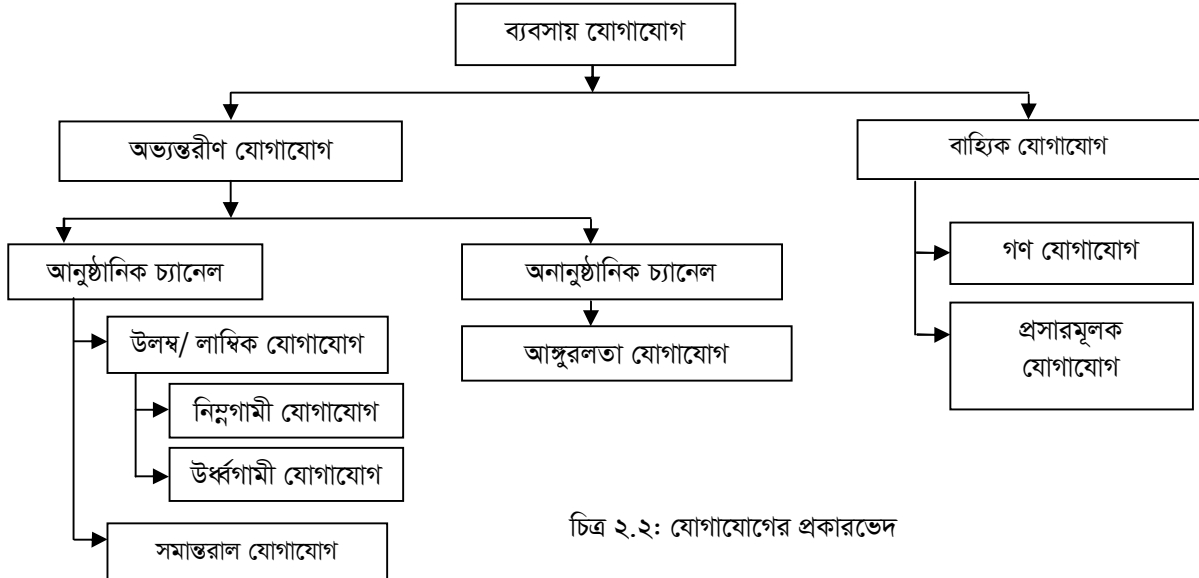 ব্যবসায় যোগাযোগ
অভ্যন্তরীণ যোগাযোগ
বাহ্যিক যোগাযোগ
আনুষ্ঠানিক চ্যানেল
অনানুষ্ঠানিক চ্যানেল
গণ যোগাযোগ
উলম্ব/ লাম্বিক যোগাযোগ
আঙ্গুরলতা যোগাযোগ
প্রসারমূলক
যোগাযোগ
নিম্নগামী যোগাযোগ
উর্ধ্বগামী যোগাযোগ
সমান্তরাল যোগাযোগ
চিত্র ২.২: যোগাযোগের প্রকারভেদ